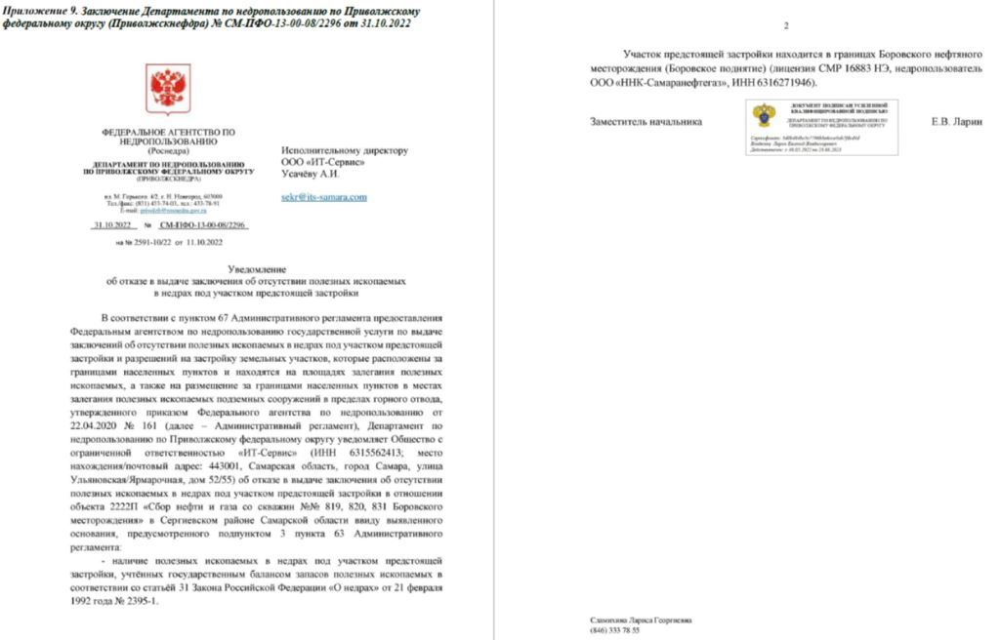 Приложение 9. Заключение Департамента по недропользованию по Приволжскому
федеральному округу (Приволжскнефдра) № СМ-ПФО-13-00-08/2296 от 31.10.2022
ФЕДЕРАЛЬНОЕ АГЕНТСТВО ПО
НЕДРОПОЛЬЗОВАНИЮ
(Роснедра)
ДЕПАРТАМЕНТ ПО НЕДРОПОЛЬЗОВАНИЮ
ПО ПРИВОЛЖСКОМУ ФЕДЕРАЛЬНОМУ ОКРУГУ
(ПРИВОЛЖСКНЕДРА)
пл. М. Горького 4/2, г. Н. Новгород, 603000
Тел./факс: (831) 433-74-03, тел.: 433-78-91
E-mail: privolzh@rosnedra.gov.ru
31.10.2022 № СМ-ПФО-13-00-08/2296
на № 2591-10/22 от 11.10.2022
Исполнительному директору
ООО «ИТ-Сервис»
Усачёву А.И.
sekr@its-samara.com
Уведомление
об отказе в выдаче заключения об отсутствии полезных ископаемых
в недрах под участком предстоящей застройки
В соответствии с пунктом 67 Административного регламента предоставления
Федеральным агентством по недропользованию государственной услуги по выдаче
заключений об отсутствии полезных ископаемых в недрах под участком предстоящей
застройки и разрешений на застройку земельных участков, которые расположены за
границами населенных пунктов и находятся на площадях залегания полезных
ископаемых, а также на размещение за границами населенных пунктов в местах
залегания полезных ископаемых подземных сооружений в пределах горного отвода,
утвержденного приказом Федерального агентства по недропользованию от
22.04.2020 № 161 (далее – Административный регламент), Департамент по
недропользованию по Приволжскому федеральному округу уведомляет Общество с
ограниченной ответственностью «ИТ-Сервис» (ИНН 6315562413; место
нахождения/почтовый адрес: 443001, Самарская область, город Самара, улица
Ульяновская/Ярмарочная, дом 52/55) об отказе в выдаче заключения об отсутствии
полезных ископаемых в недрах под участком предстоящей застройки в отношении
объекта 2222П «Сбор нефти и газа со скважин №№ 819, 820, 831 Боровского
месторождения» в Сергиевском районе Самарской области ввиду выявленного
основания, предусмотренного подпунктом 3 пункта 63 Административного
регламента:
- наличие полезных ископаемых в недрах под участком предстоящей
застройки, учтённых государственным балансом запасов полезных ископаемых в
соответствии со статьёй 31 Закона Российской Федерации «О недрах» от 21 февраля
1992 года № 2395-1.
2
Участок предстоящей застройки находится в границах Боровского нефтяного
месторождения (Боровское поднятие) (лицензия СМР 16883 НЭ, недропользователь
ООО «ННК-Самаранефтегаз», ИНН 6316271946).
Заместитель начальника
ДОКУМЕНТ ПОДПИСАН УСИЛЕННОЙ
КВАЛИФИЦИРОВАННОЙ ПОДПИСЬЮ
ДЕПАРТАМЕНТ ПО НЕДРОПОЛЬЗОВАНИЮ ПО
ПРИВОЛЖСКОМУ ФЕДЕРАЛЬНОМУ ОКРУГУ
Сертификат:
Владелец: Ларин Евгений Владимирович
Действителен:
Е.В. Ларин
Сламихина Лариса Георгиевна
(846) 333 78 55